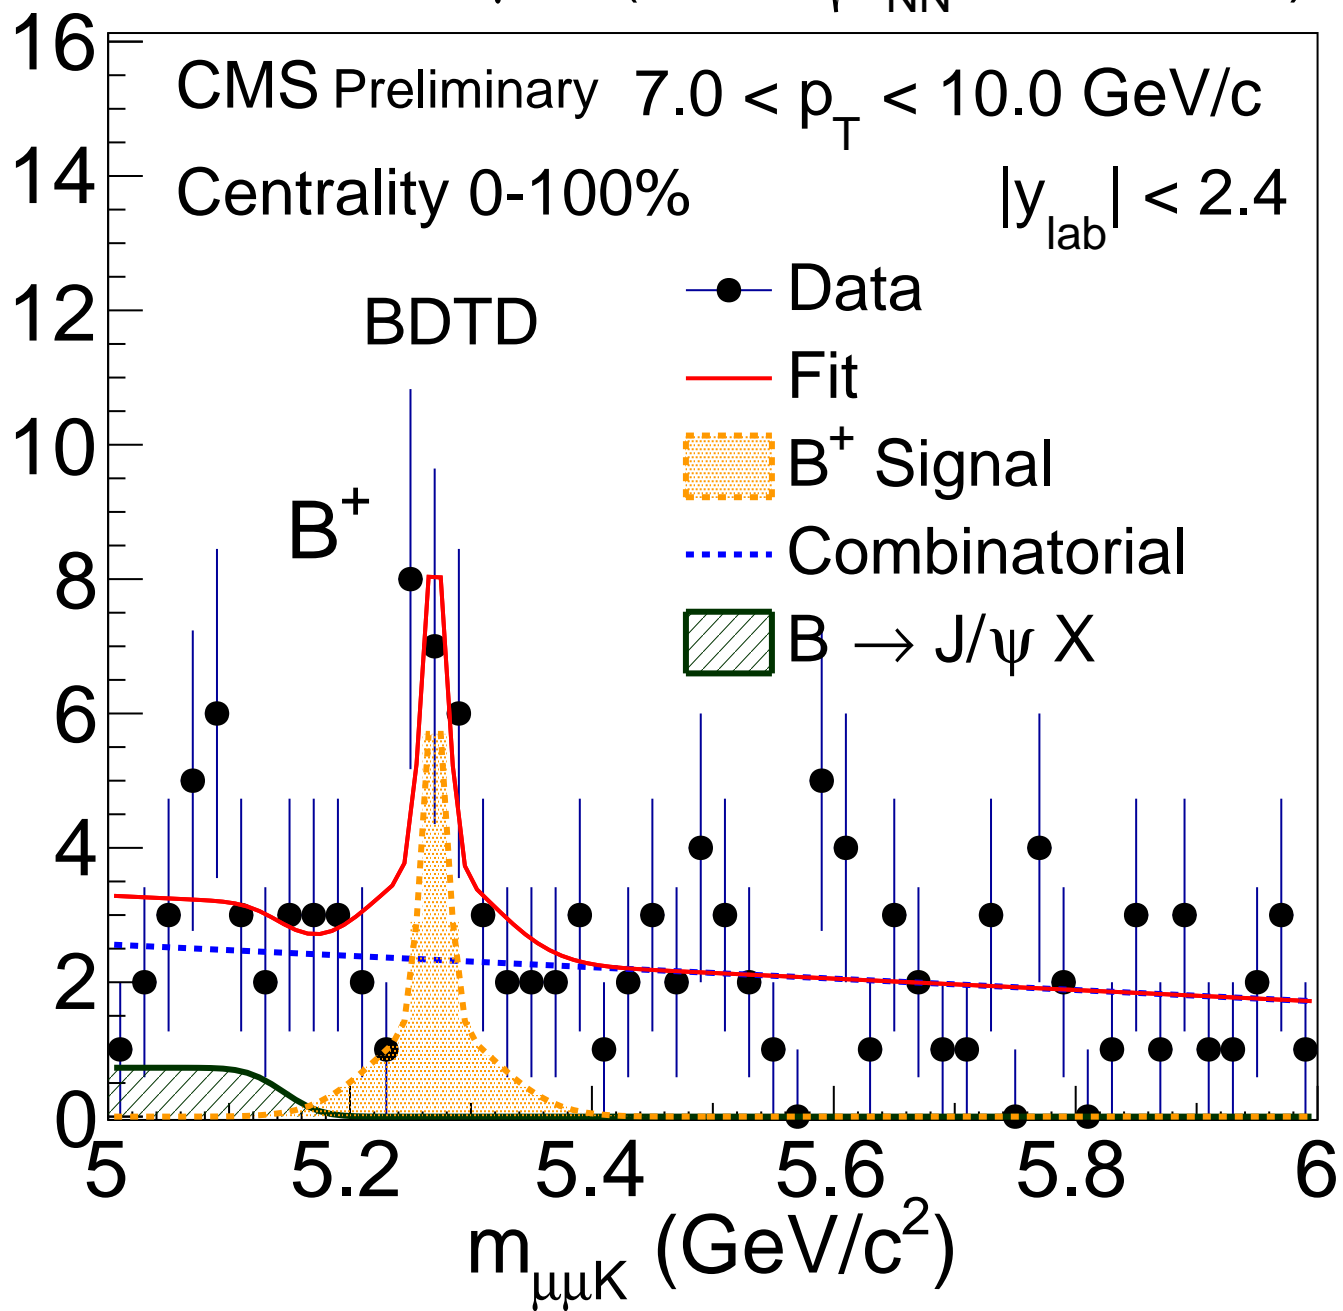 CMS Preliminary 7.0 < p_T < 10.0 GeV/c
Centrality 0-100% |y_lab| < 2.4
BDTD
B⁺
Data
Fit
B⁺ Signal
Combinatorial
B → J/ψ X
16
14
12
10
8
6
4
2
0
5 5.2 5.4 5.6 5.8 6
m_μμK (GeV/c²)